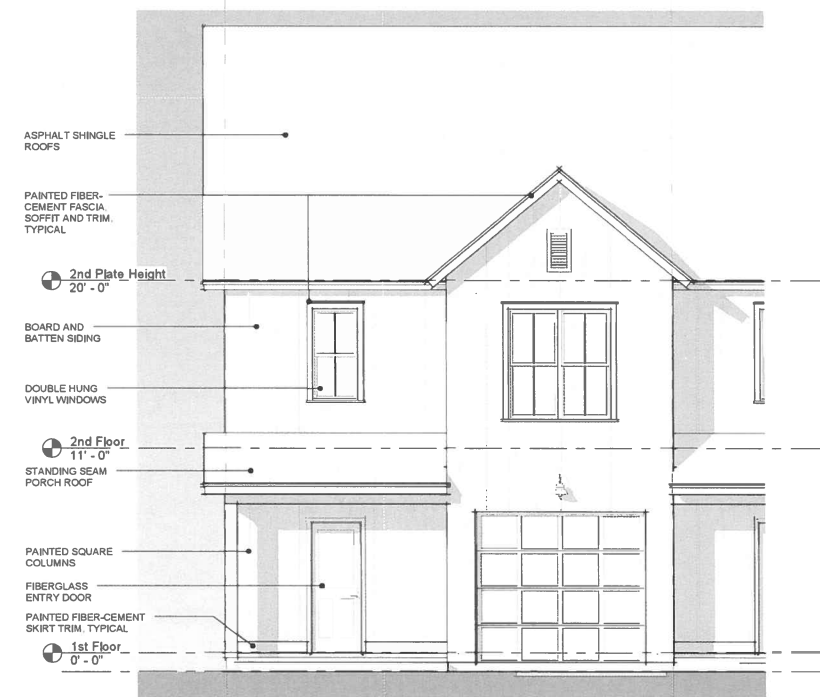 ASPHALT SHINGLE
ROOFS
PAINTED FIBER-
CEMENT FASCIA,
SOFFIT AND TRIM,
TYPICAL
2nd Plate Height
20' - 0"
BOARD AND
BATTEN SIDING
DOUBLE HUNG
VINYL WINDOWS
2nd Floor
11' - 0"
STANDING SEAM
PORCH ROOF
PAINTED SQUARE
COLUMNS
FIBERGLASS
ENTRY DOOR
PAINTED FIBER-CEMENT
SKIRT TRIM, TYPICAL
1st Floor
0' - 0"